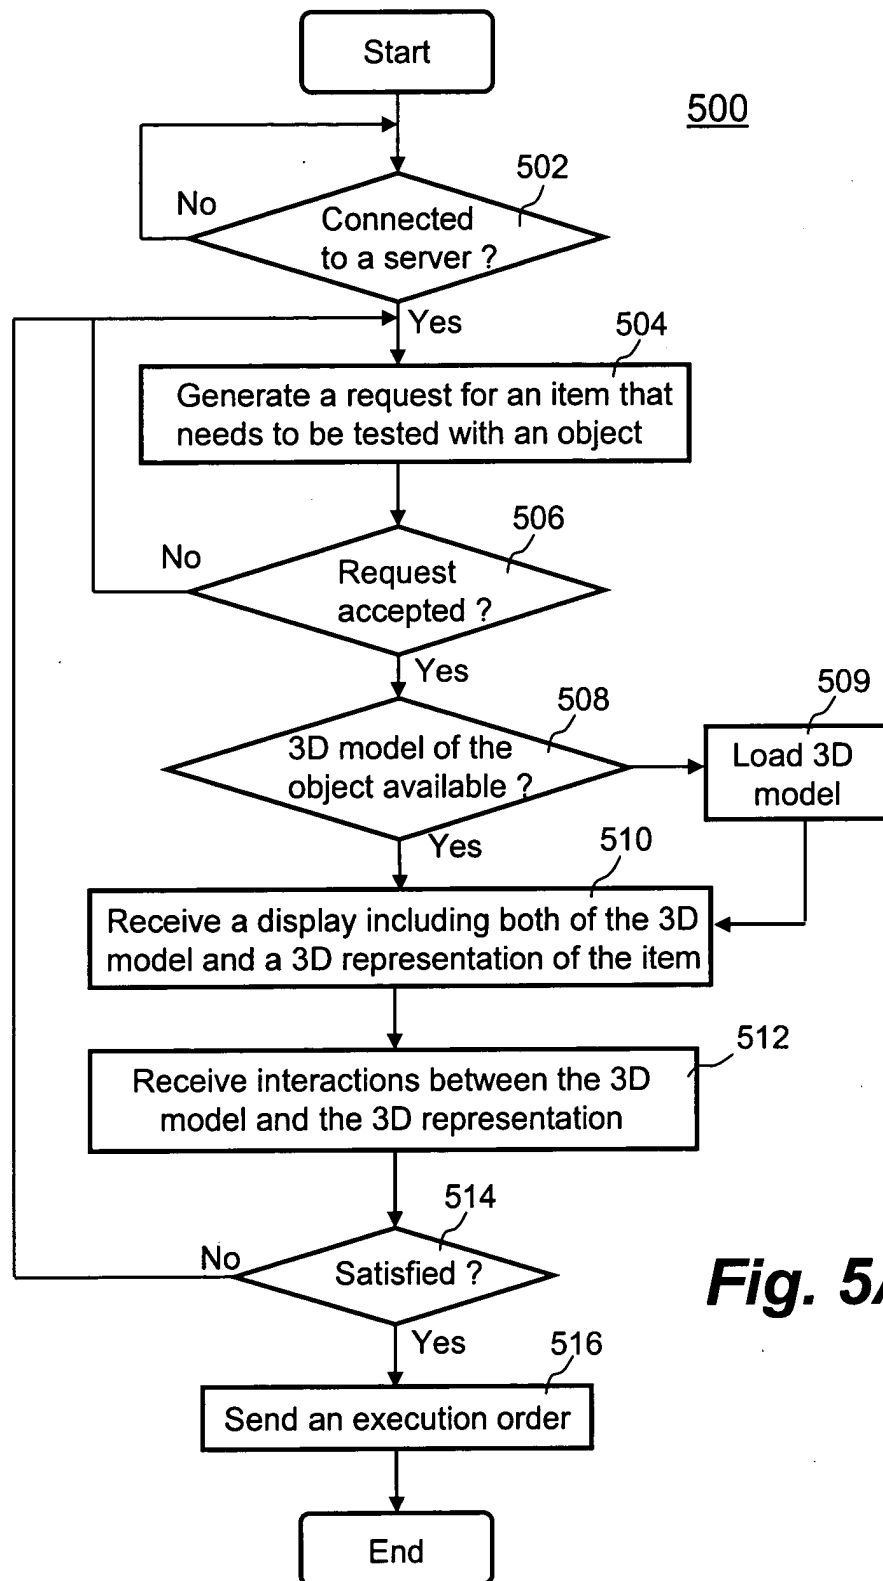 Start
500
502
No
Connected
to a server ?
Yes
504
Generate a request for an item that
needs to be tested with an object
506
No
Request
accepted ?
Yes
508
509
3D model of the
object available ?
Load 3D
model
Yes
510
Receive a display including both of the 3D
model and a 3D representation of the item
512
Receive interactions between the 3D
model and the 3D representation
514
No
Satisfied ?
Fig. 5A
Yes
516
Send an execution order
End